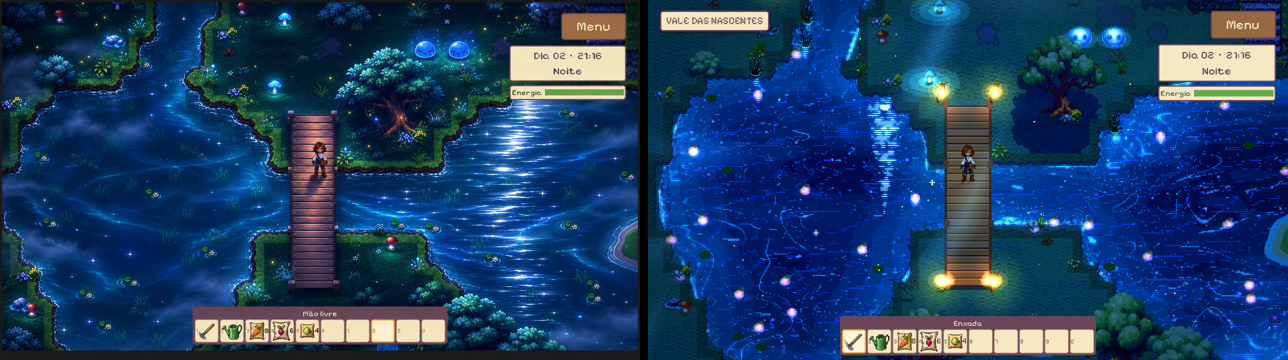 Menu
Dia 02 · 21:16
Noite
Energia
Mão livre
VALE DAS NASCENTES
Menu
Dia 02 · 21:16
Noite
Energia
Enxada